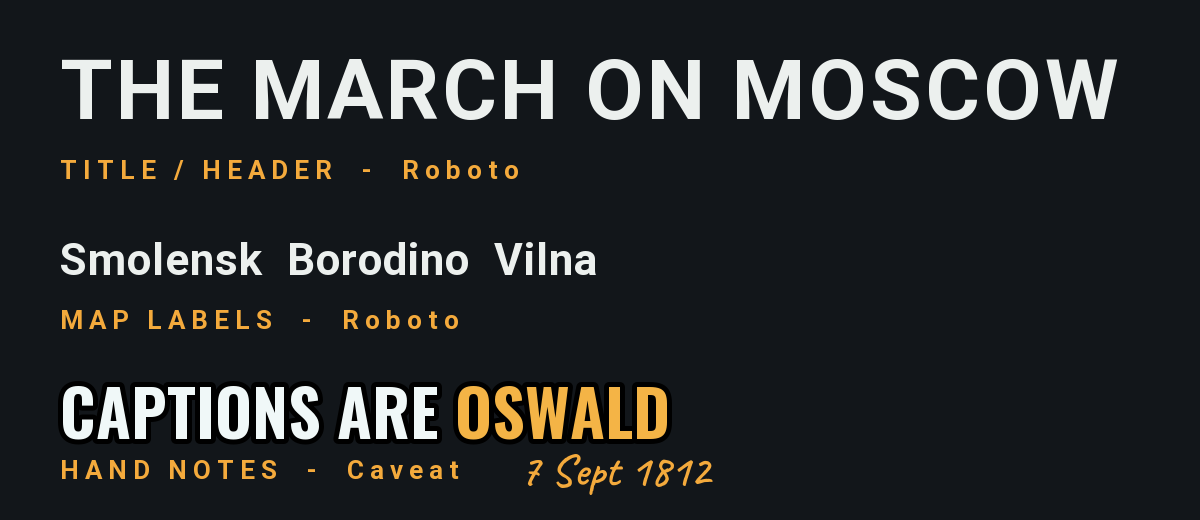 THE MARCH ON MOSCOW
TITLE / HEADER - Roboto
Smolensk Borodino Vilna
MAP LABELS - Roboto
CAPTIONS ARE OSWALD
HAND NOTES - Caveat 7 Sept 1812